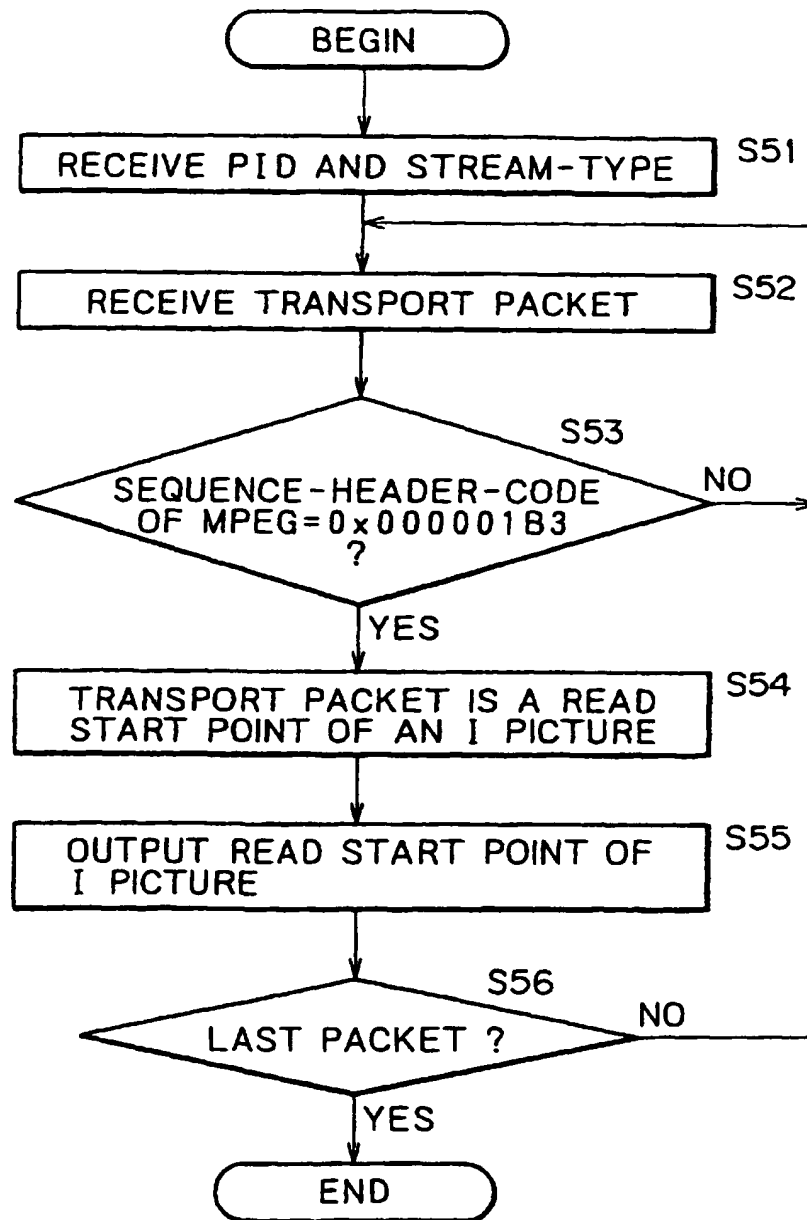 BEGIN
RECEIVE PID AND STREAM-TYPE
S51
RECEIVE TRANSPORT PACKET
S52
S53
SEQUENCE-HEADER-CODE
OF MPEG=0x000001B3
?
NO
YES
TRANSPORT PACKET IS A READ
START POINT OF AN I PICTURE
S54
OUTPUT READ START POINT OF
I PICTURE
S55
S56
LAST PACKET ?
NO
YES
END